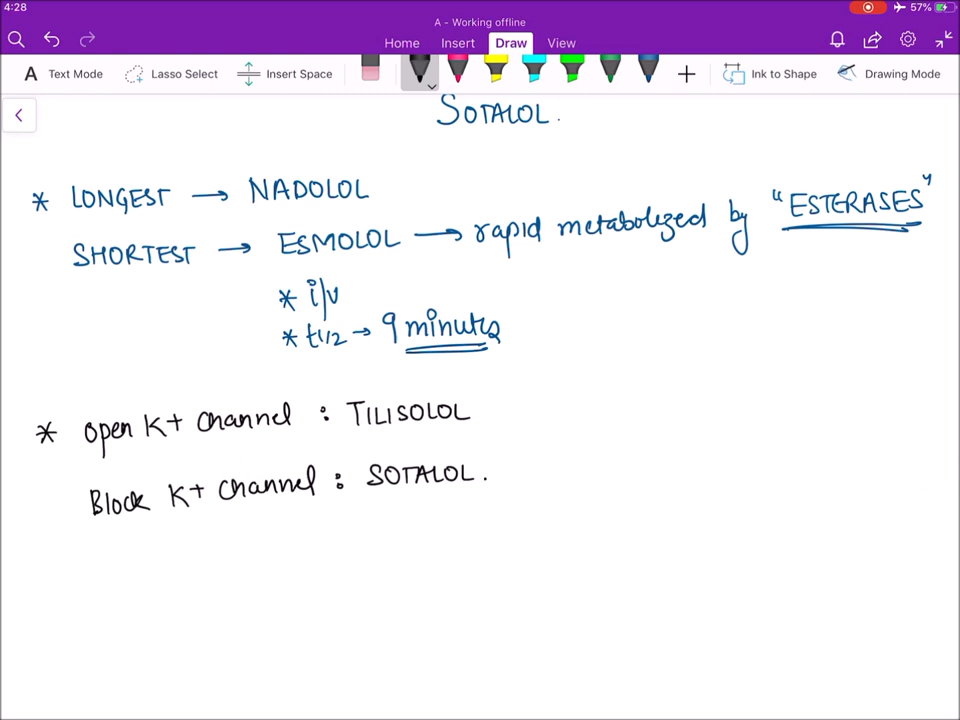 4:28
57%
A - Working offline
Home Insert Draw View
A Text Mode Lasso Select Insert Space Ink to Shape Drawing Mode
SOTALOL.
* LONGEST → NADOLOL
SHORTEST → ESMOLOL → rapid metabolized by "ESTERASES"
* i/v
* t1/2 → 9 minutes
* Open K+ channel : TILISOLOL
Block K+ channel : SOTALOL.